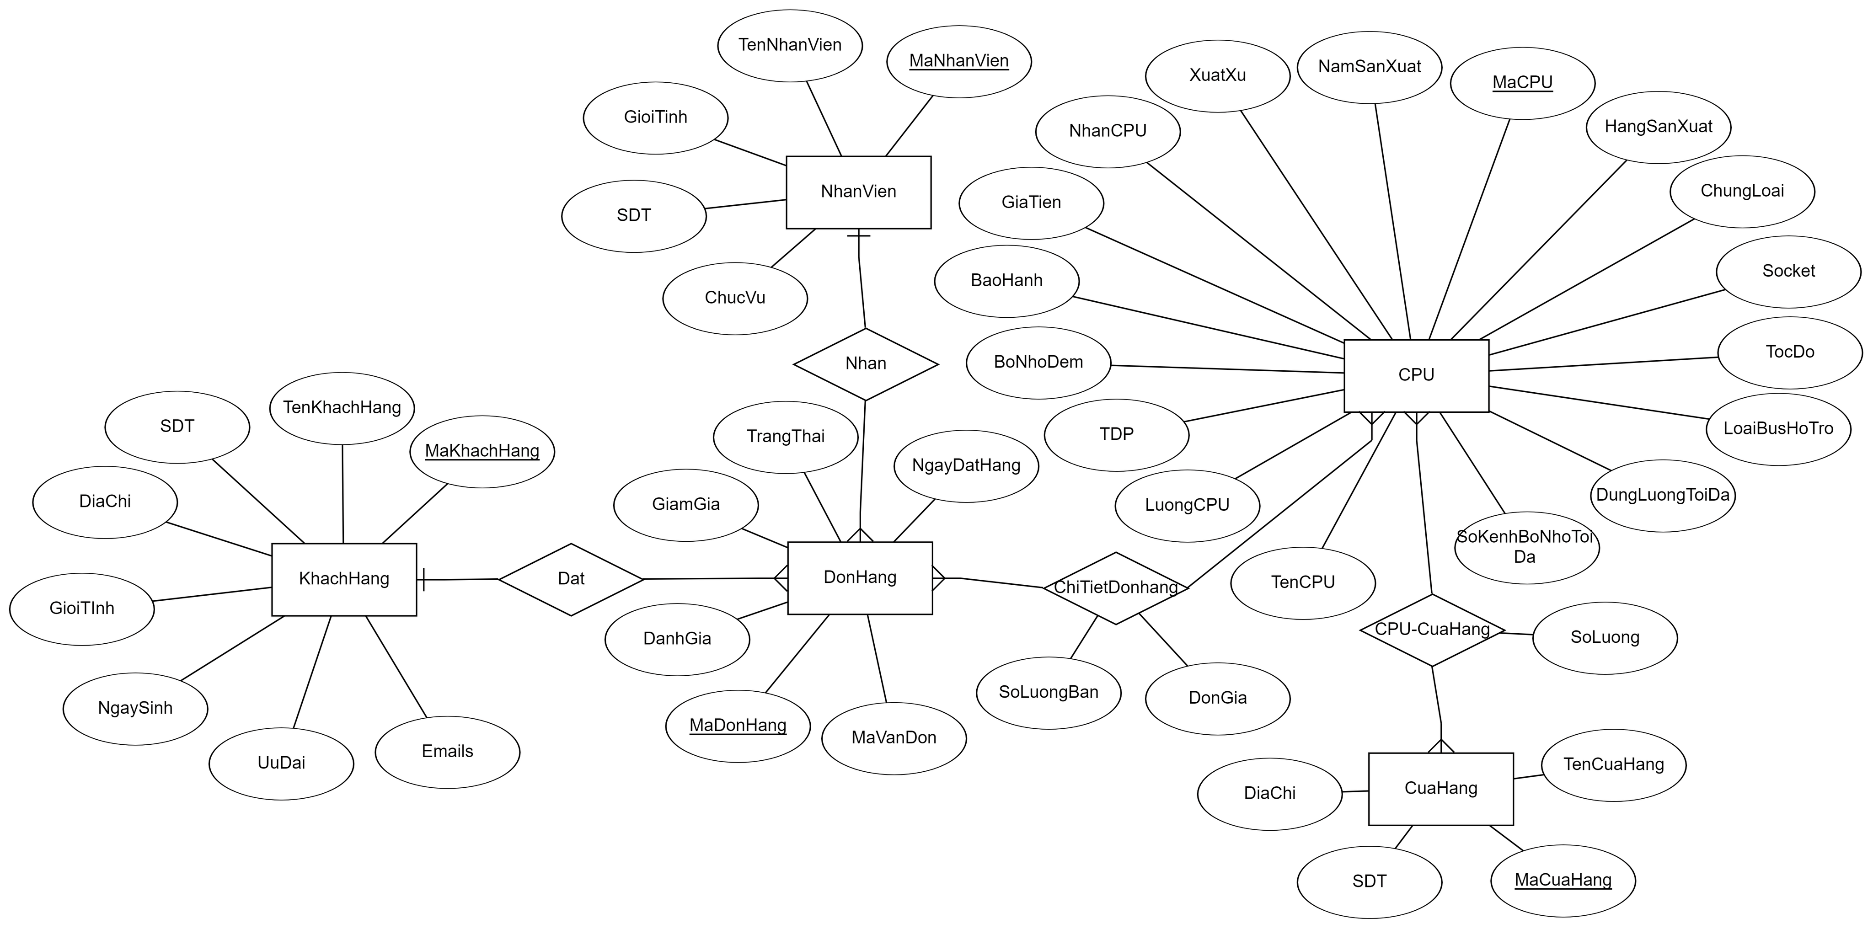 TenNhanVien
MaNhanVien
GioiTinh
SDT
NhanVien
ChucVu
Nhan
XuatXu
NamSanXuat
MaCPU
HangSanXuat
NhanCPU
ChungLoai
GiaTien
Socket
BaoHanh
BoNhoDem
CPU
TocDo
TDP
LoaiBusHoTro
LuongCPU
DungLuongToiDa
SoKenhBoNhoToi
Da
TenCPU
SDT
TenKhachHang
MaKhachHang
DiaChi
KhachHang
GioiTInh
NgaySinh
UuDai
Emails
Dat
TrangThai
NgayDatHang
GiamGia
DonHang
DanhGia
MaDonHang
MaVanDon
ChiTietDonhang
SoLuongBan
DonGia
CPU-CuaHang
SoLuong
CuaHang
TenCuaHang
DiaChi
SDT
MaCuaHang